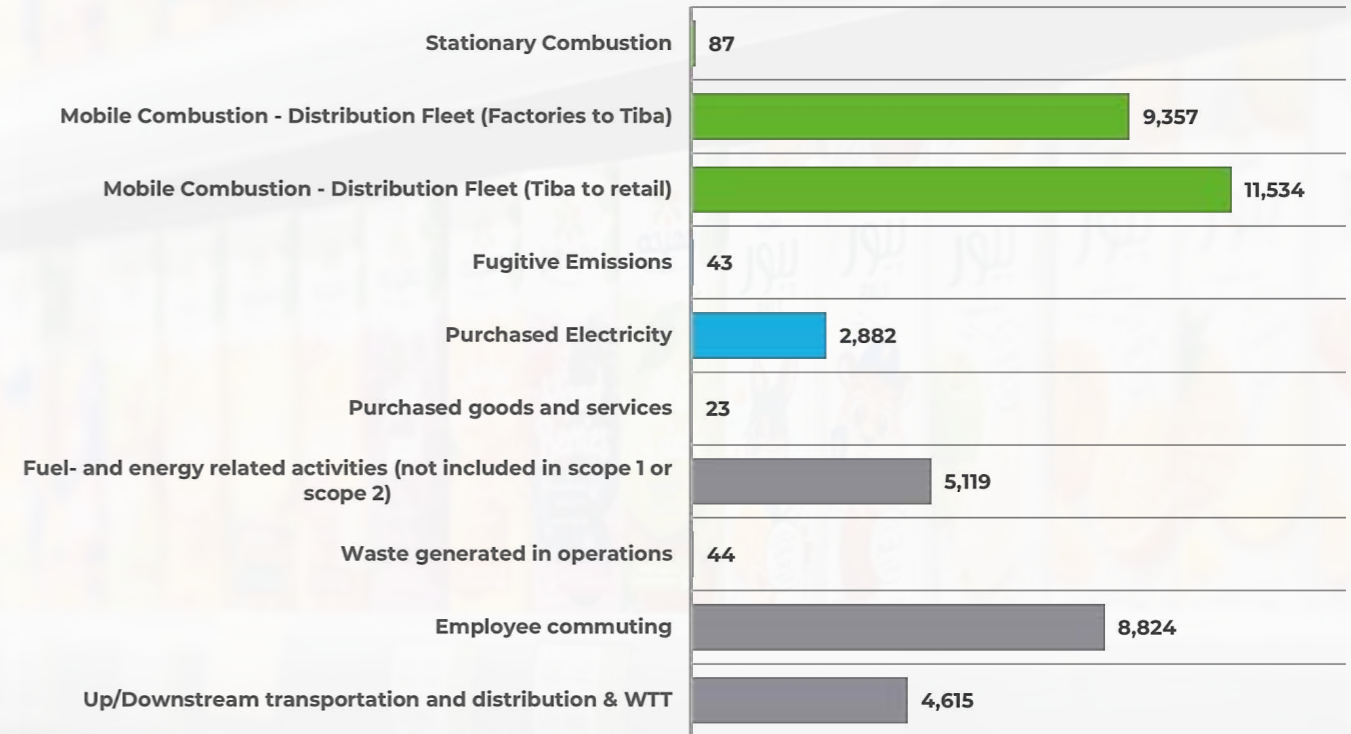 Stationary Combustion 87
Mobile Combustion - Distribution Fleet (Factories to Tiba) 9,357
Mobile Combustion - Distribution Fleet (Tiba to retail) 11,534
Fugitive Emissions 43
Purchased Electricity 2,882
Purchased goods and services 23
Fuel- and energy related activities (not included in scope 1 or
scope 2) 5,119
Waste generated in operations 44
Employee commuting 8,824
Up/Downstream transportation and distribution & WTT 4,615